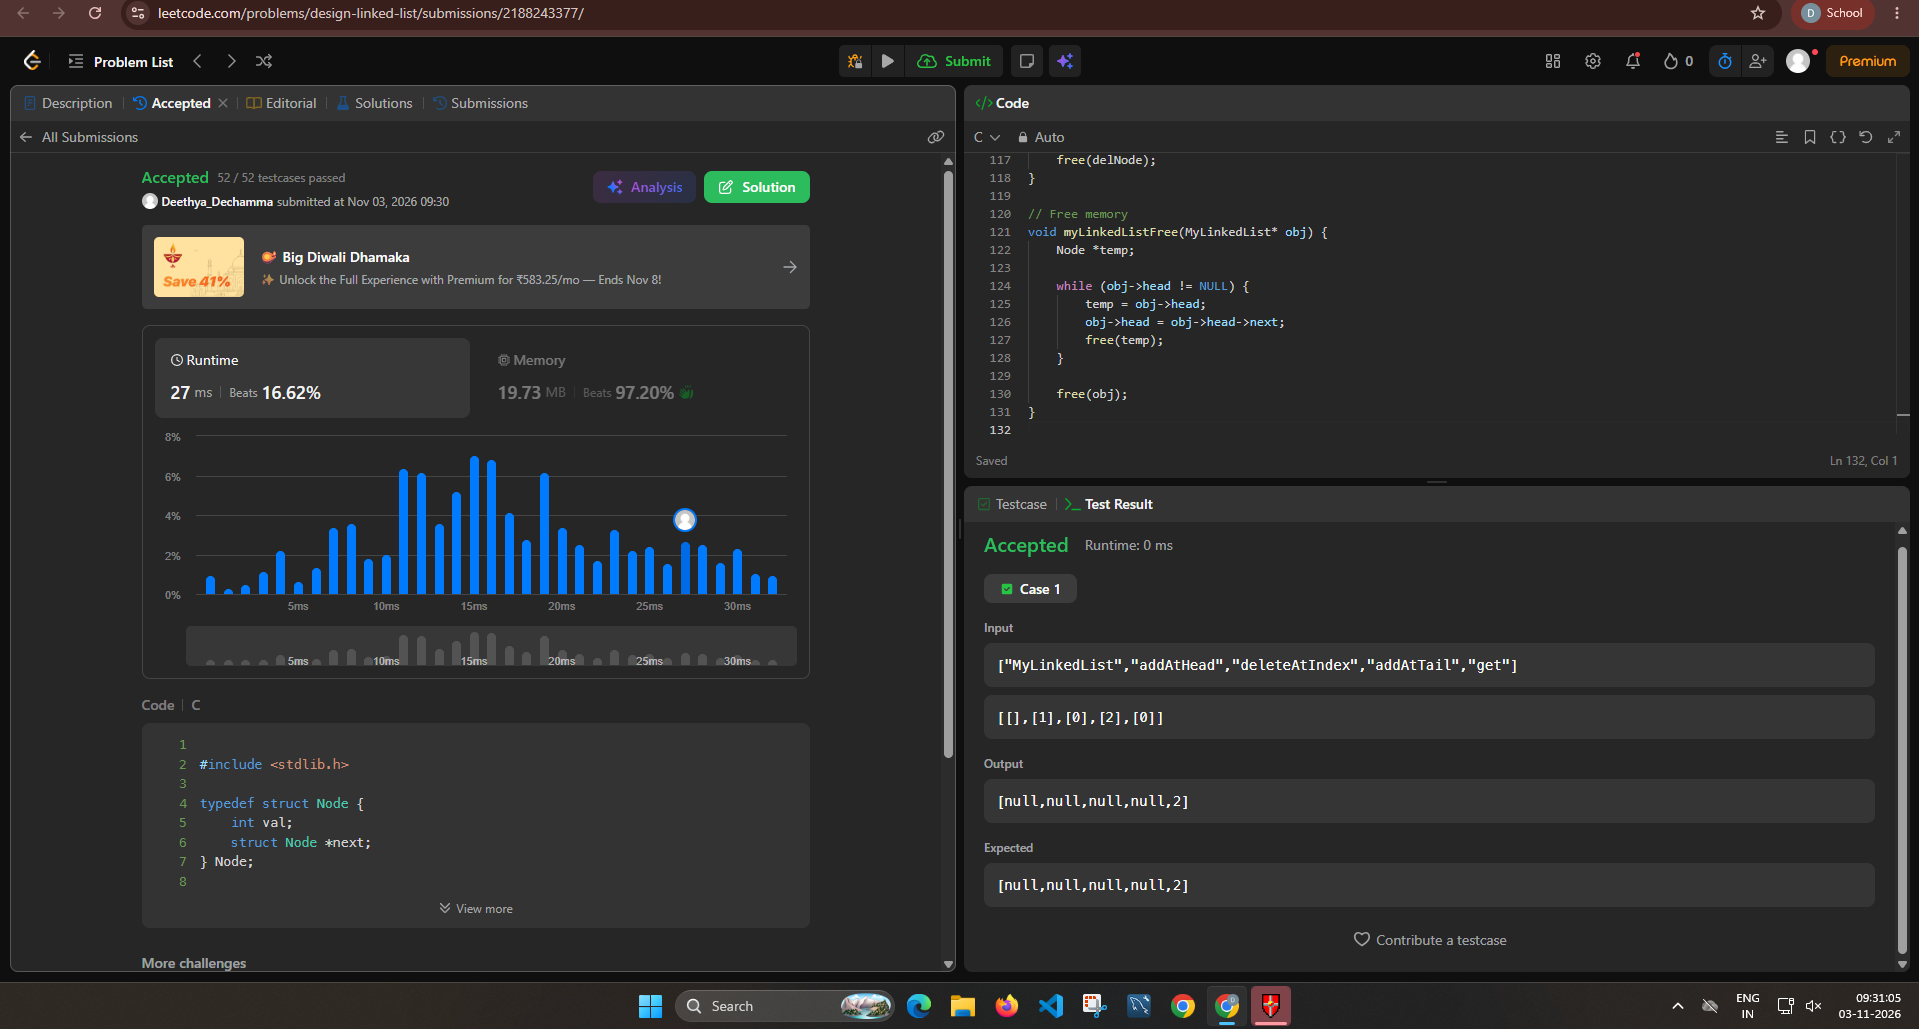 leetcode.com/problems/design-linked-list/submissions/2188243377/
D School
Problem List
Submit
0
Premium
Description
Accepted
Editorial
Solutions
Submissions
All Submissions
Accepted 52 / 52 testcases passed
Deethya_Dechamma submitted at Nov 03, 2026 09:30
Analysis
Solution
Save 41%
Big Diwali Dhamaka
Unlock the Full Experience with Premium for ₹583.25/mo — Ends Nov 8!
Runtime
27 ms Beats 16.62%
Memory
19.73 MB Beats 97.20%
8%
6%
4%
2%
0%
5ms 10ms 15ms 20ms 25ms 30ms
5ms 10ms 15ms 20ms 25ms 30ms
Code C
1
2 #include <stdlib.h>
3
4 typedef struct Node {
5 int val;
6 struct Node *next;
7 } Node;
8
View more
More challenges
</> Code
C Auto
117 free(delNode);
118 }
119
120 // Free memory
121 void myLinkedListFree(MyLinkedList* obj) {
122 Node *temp;
123
124 while (obj->head != NULL) {
125 temp = obj->head;
126 obj->head = obj->head->next;
127 free(temp);
128 }
129
130 free(obj);
131 }
132
Saved
Ln 132, Col 1
Testcase
Test Result
Accepted Runtime: 0 ms
Case 1
Input
["MyLinkedList","addAtHead","deleteAtIndex","addAtTail","get"]
[[],[1],[0],[2],[0]]
Output
[null,null,null,null,2]
Expected
[null,null,null,null,2]
Contribute a testcase
Search
ENG
IN
09:31:05
03-11-2026